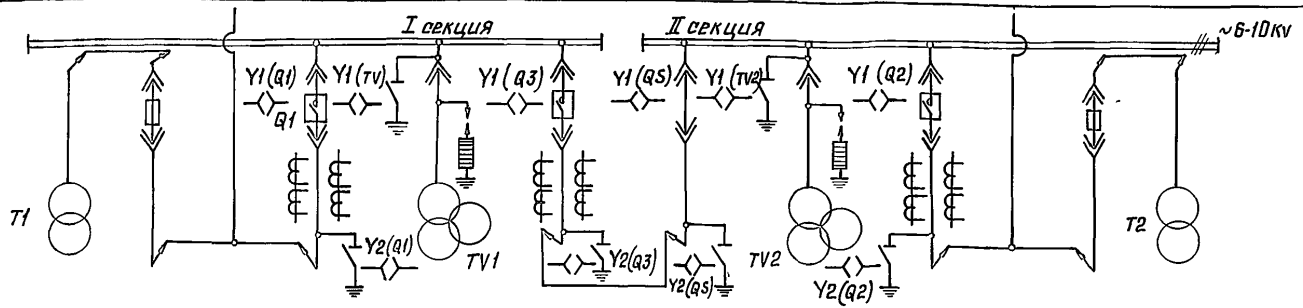 I секция
II секция
~6-10кV
Y1(Q1)
Y1(TV)
Y1(Q3)
Y1(QS)
Y1(TV2)
Y1(Q2)
Q1
T1
TV1
TV2
T2
Y2(Q1)
Y2(Q3)
Y2(QS)
Y2(Q2)